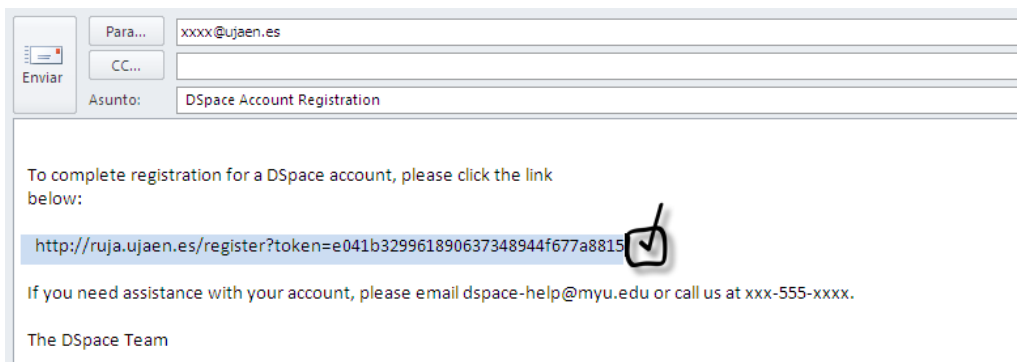 Para...
xxxx@ujaen.es
CC...
Enviar
Asunto:
DSpace Account Registration
To complete registration for a DSpace account, please click the link
below:
http://ruja.ujaen.es/register?token=e041b329961890637348944f677a8815
If you need assistance with your account, please email dspace-help@myu.edu or call us at xxx-555-xxxx.
The DSpace Team